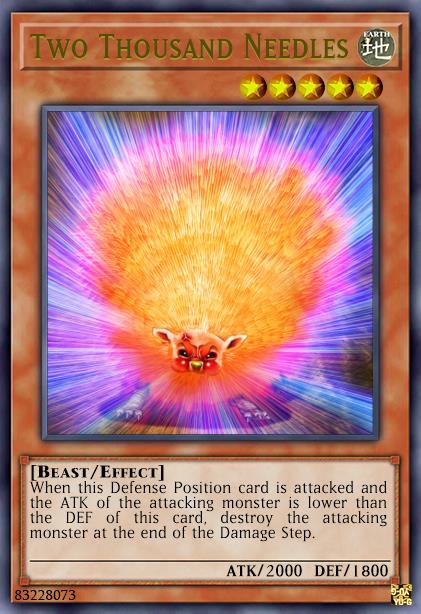 Two Thousand Needles
EARTH
地
[Beast/Effect]
When this Defense Position card is attacked and
the ATK of the attacking monster is lower than
the DEF of this card, destroy the attacking
monster at the end of the Damage Step.
ATK/2000 DEF/1800
83228073